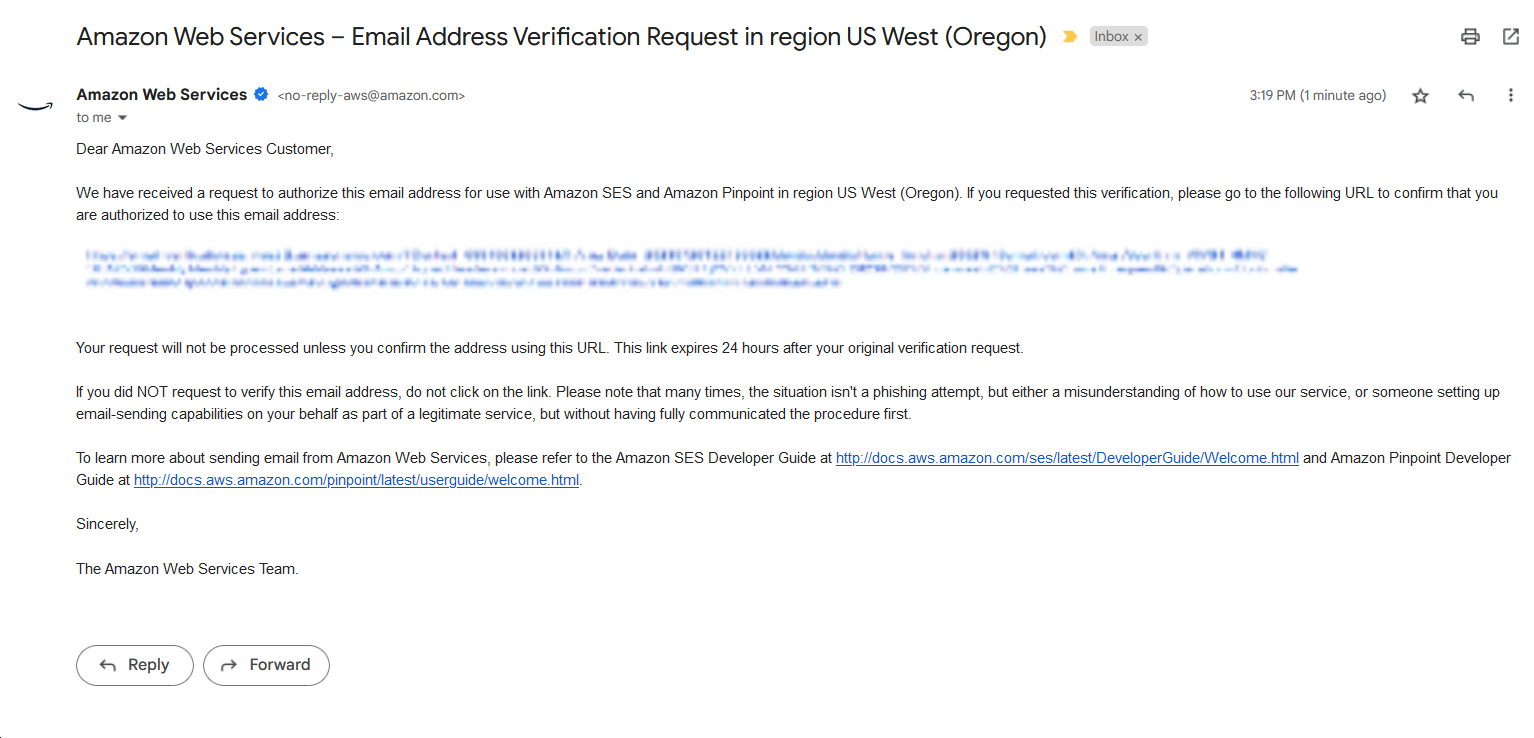 Amazon Web Services – Email Address Verification Request in region US West (Oregon)
Inbox ×
Amazon Web Services <no-reply-aws@amazon.com>
3:19 PM (1 minute ago)
to me
Dear Amazon Web Services Customer,
We have received a request to authorize this email address for use with Amazon SES and Amazon Pinpoint in region US West (Oregon). If you requested this verification, please go to the following URL to confirm that you
are authorized to use this email address:
Your request will not be processed unless you confirm the address using this URL. This link expires 24 hours after your original verification request.
If you did NOT request to verify this email address, do not click on the link. Please note that many times, the situation isn't a phishing attempt, but either a misunderstanding of how to use our service, or someone setting up
email-sending capabilities on your behalf as part of a legitimate service, but without having fully communicated the procedure first.
To learn more about sending email from Amazon Web Services, please refer to the Amazon SES Developer Guide at http://docs.aws.amazon.com/ses/latest/DeveloperGuide/Welcome.html and Amazon Pinpoint Developer
Guide at http://docs.aws.amazon.com/pinpoint/latest/userguide/welcome.html.
Sincerely,
The Amazon Web Services Team.
Reply
Forward